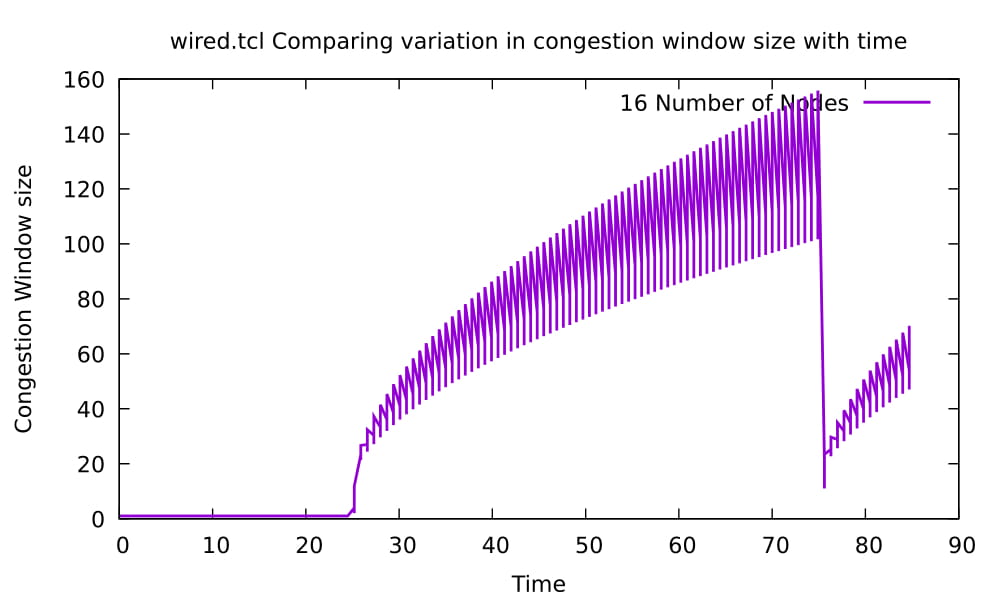 wired.tcl Comparing variation in congestion window size with time
160
140
120
100
80
60
40
20
0
Congestion Window size
16 Number of Nodes
0 10 20 30 40 50 60 70 80 90
Time